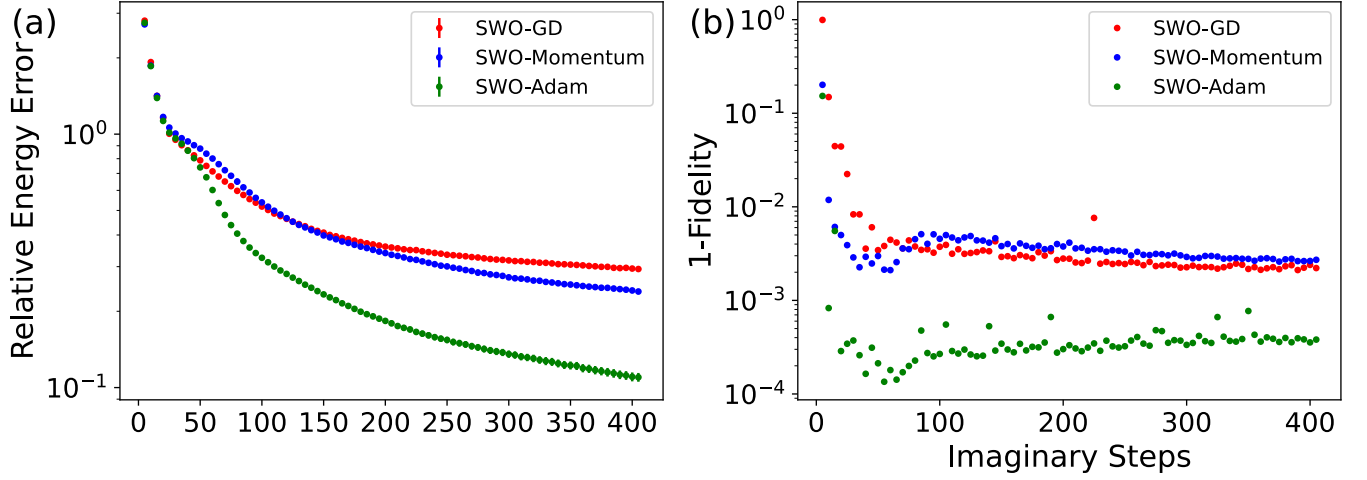 (a)
Relative Energy Error
10^0
10^-1
SWO-GD
SWO-Momentum
SWO-Adam
0 50 100 150 200 250 300 350 400
(b)
1-Fidelity
10^0
10^-1
10^-2
10^-3
10^-4
SWO-GD
SWO-Momentum
SWO-Adam
0 100 200 300 400
Imaginary Steps